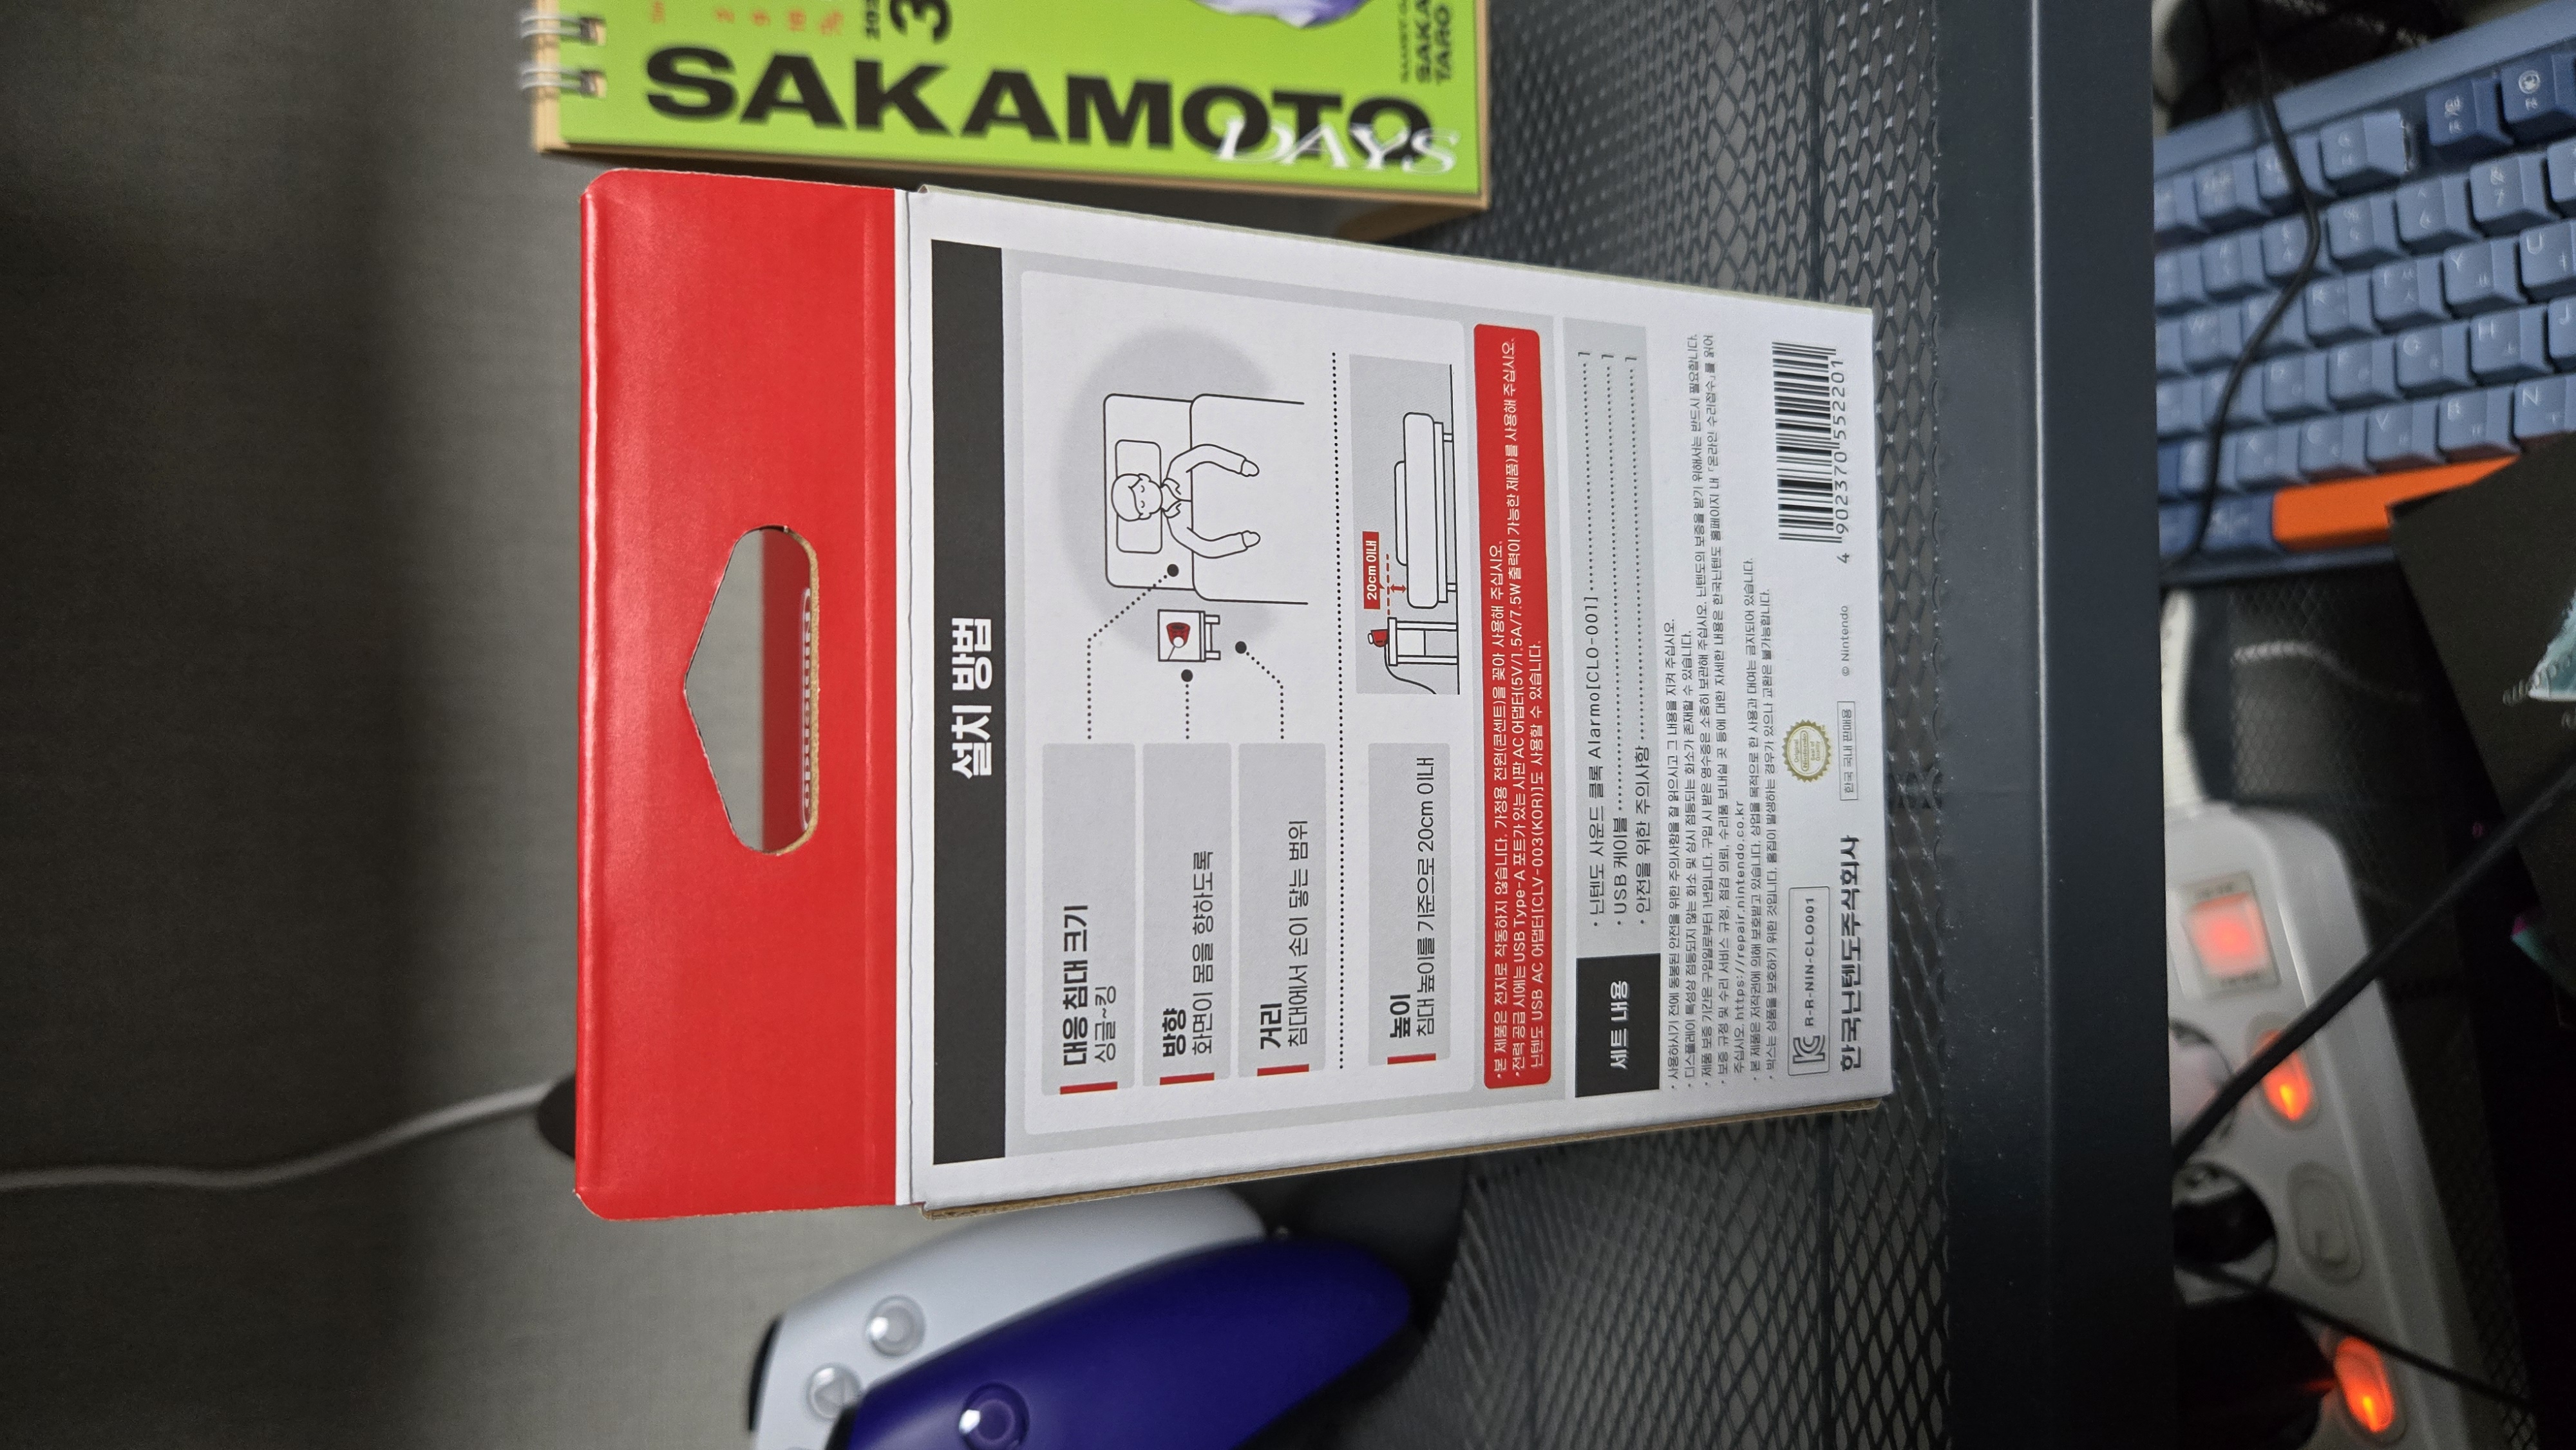 Nintendo
설치 방법
대응 침대 크기
싱글~킹
방향
화면이 몸을 향하도록
거리
침대에서 손이 닿는 범위
높이
침대 높이를 기준으로 20cm 이내
20cm 이내
·본 제품은 전지로 작동하지 않습니다. 가정용 전원(콘센트)을 꽂아 사용해 주십시오.
·전력 공급 시에는 USB Type-A 포트가 있는 시판 AC 어댑터(5V/1.5A/7.5W 출력이 가능한 제품)를 사용해 주십시오.
닌텐도 USB AC 어댑터[CLV-003(KOR)]도 사용할 수 있습니다.
세트 내용
·닌텐도 사운드 클록 Alarmo[CLO-001] 1
·USB 케이블 1
·안전을 위한 주의사항 1
·사용하시기 전에 동봉된 안전을 위한 주의사항을 잘 읽으시고 그 내용을 지켜 주십시오.
·디스플레이 특성상 점등되지 않는 화소 및 상시 점등되는 화소가 존재할 수 있습니다.
·제품 보증 기간은 구입일로부터 1년입니다. 구입 시 받은 영수증은 소중히 보관해 주십시오. 닌텐도의 보증을 받기 위해서는 반드시 필요합니다.
·보증 규정 및 수리 서비스 규정, 점검 의뢰, 수리품 보내실 곳 등에 대한 자세한 내용은 한국닌텐도 홈페이지 내 「온라인 수리접수」를 읽어
주십시오. https://repair.nintendo.co.kr
·본 제품은 저작권에 의해 보호받고 있습니다. 상업을 목적으로 한 사용과 대여는 금지되어 있습니다.
·박스는 상품을 보호하기 위한 것입니다. 흠집이 발생하는 경우가 있으나 교환은 불가능합니다.
R-R-NIN-CLO001
Original
Nintendo
Seal of
Quality
한국닌텐도주식회사
한국 국내 판매용
© Nintendo
4 902370 552201
SAKAMOTO
DAYS
3
SAKA
TARO